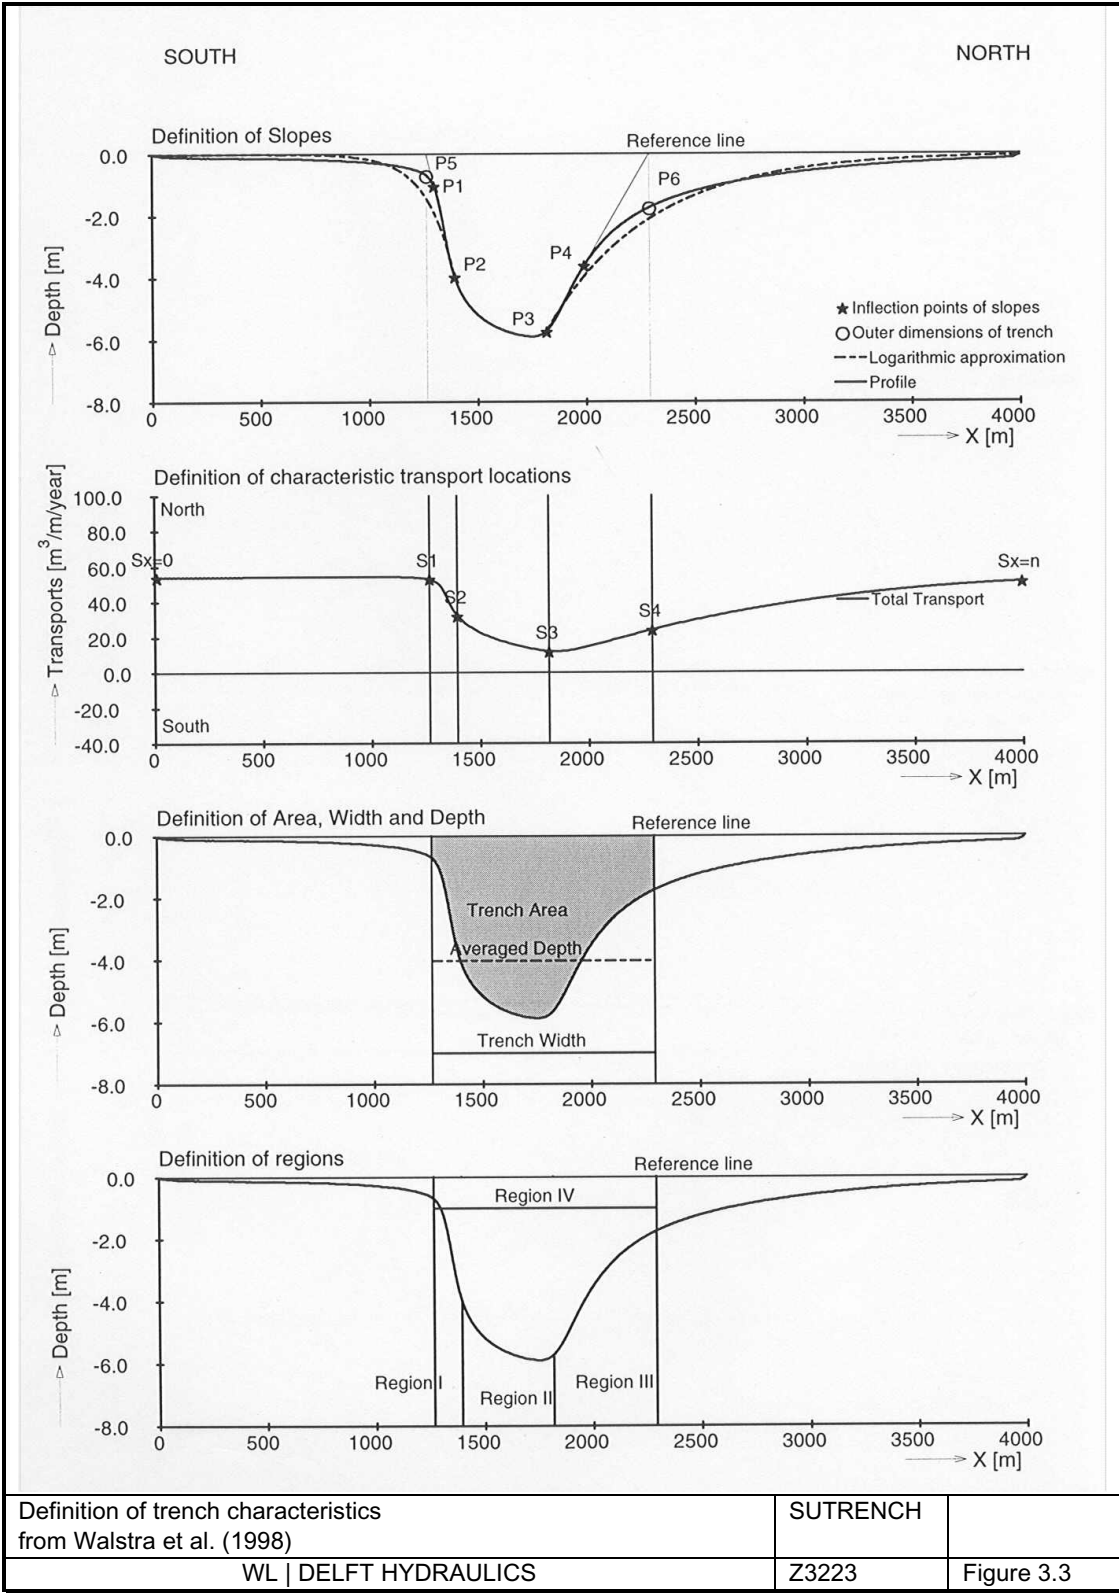 SOUTH
NORTH
Definition of Slopes
Reference line
0.0
-2.0
-4.0
-6.0
-8.0
Depth [m]
P5
P1
P2
P3
P4
P6
Inflection points of slopes
Outer dimensions of trench
Logarithmic approximation
Profile
0 500 1000 1500 2000 2500 3000 3500 4000
X [m]
Definition of characteristic transport locations
Transports [m³/m/year]
100.0
80.0
60.0
40.0
20.0
0.0
-20.0
-40.0
North
South
Sx=0
S1
S2
S3
S4
Sx=n
Total Transport
0 500 1000 1500 2000 2500 3000 3500 4000
X [m]
Definition of Area, Width and Depth
Reference line
0.0
-2.0
-4.0
-6.0
-8.0
Depth [m]
Trench Area
Averaged Depth
Trench Width
0 500 1000 1500 2000 2500 3000 3500 4000
X [m]
Definition of regions
Reference line
0.0
-2.0
-4.0
-6.0
-8.0
Depth [m]
Region IV
Region I
Region II
Region III
0 500 1000 1500 2000 2500 3000 3500 4000
X [m]
Definition of trench characteristics
from Walstra et al. (1998)
SUTRENCH
WL | DELFT HYDRAULICS
Z3223
Figure 3.3